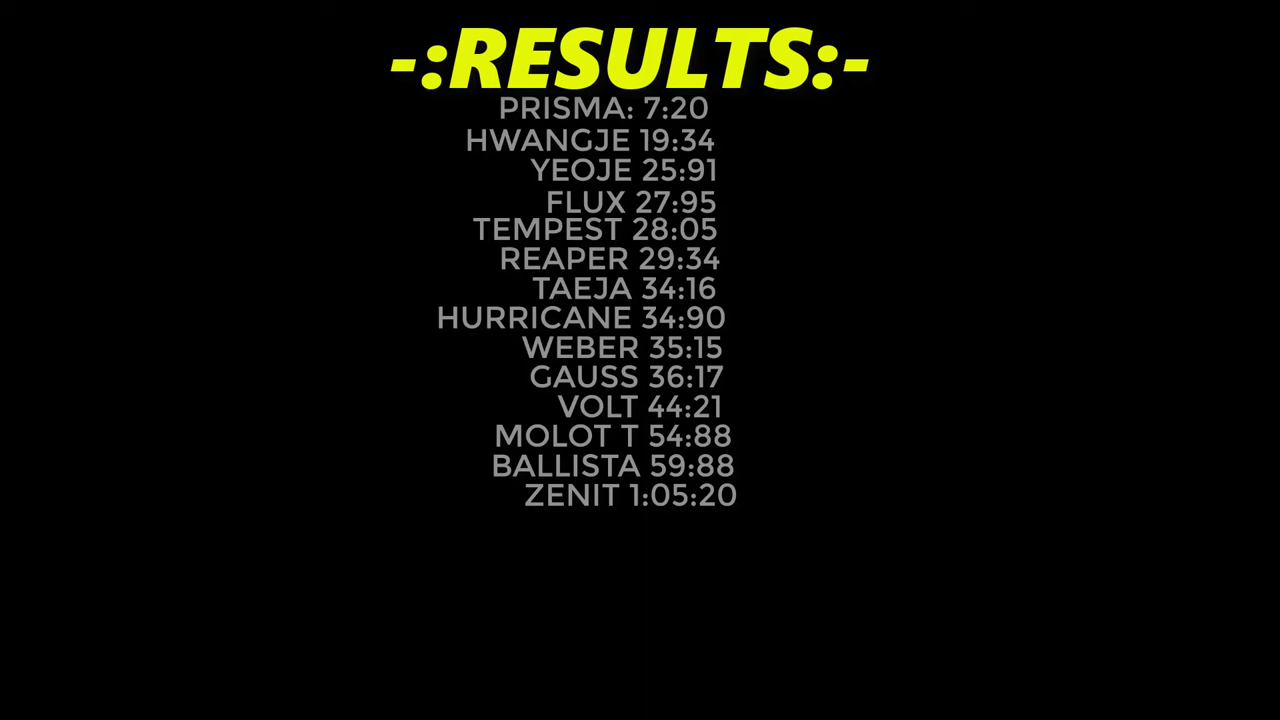 -:RESULTS:-
PRISMA: 7:20
HWANGJE 19:34
YEOJE 25:91
FLUX 27:95
TEMPEST 28:05
REAPER 29:34
TAEJA 34:16
HURRICANE 34:90
WEBER 35:15
GAUSS 36:17
VOLT 44:21
MOLOT T 54:88
BALLISTA 59:88
ZENIT 1:05:20